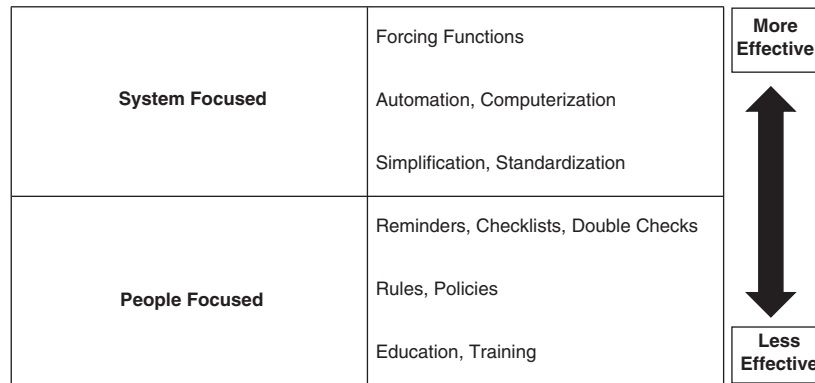 System Focused
Forcing Functions
Automation, Computerization
Simplification, Standardization
People Focused
Reminders, Checklists, Double Checks
Rules, Policies
Education, Training
More
Effective
Less
Effective